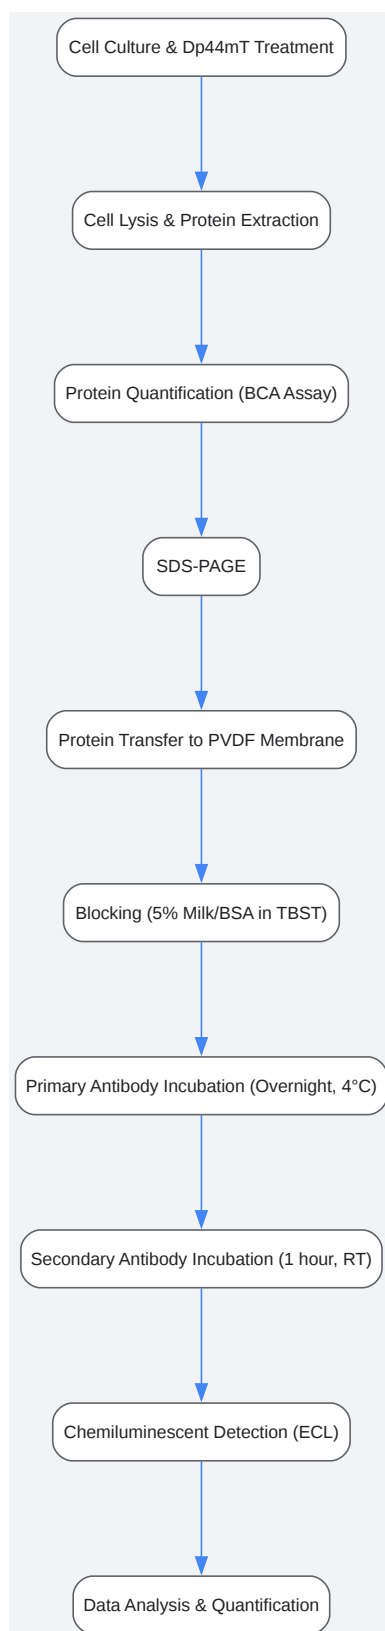 Cell Culture & Dp44mT Treatment
Cell Lysis & Protein Extraction
Protein Quantification (BCA Assay)
SDS-PAGE
Protein Transfer to PVDF Membrane
Blocking (5% Milk/BSA in TBST)
Primary Antibody Incubation (Overnight, 4°C)
Secondary Antibody Incubation (1 hour, RT)
Chemiluminescent Detection (ECL)
Data Analysis & Quantification